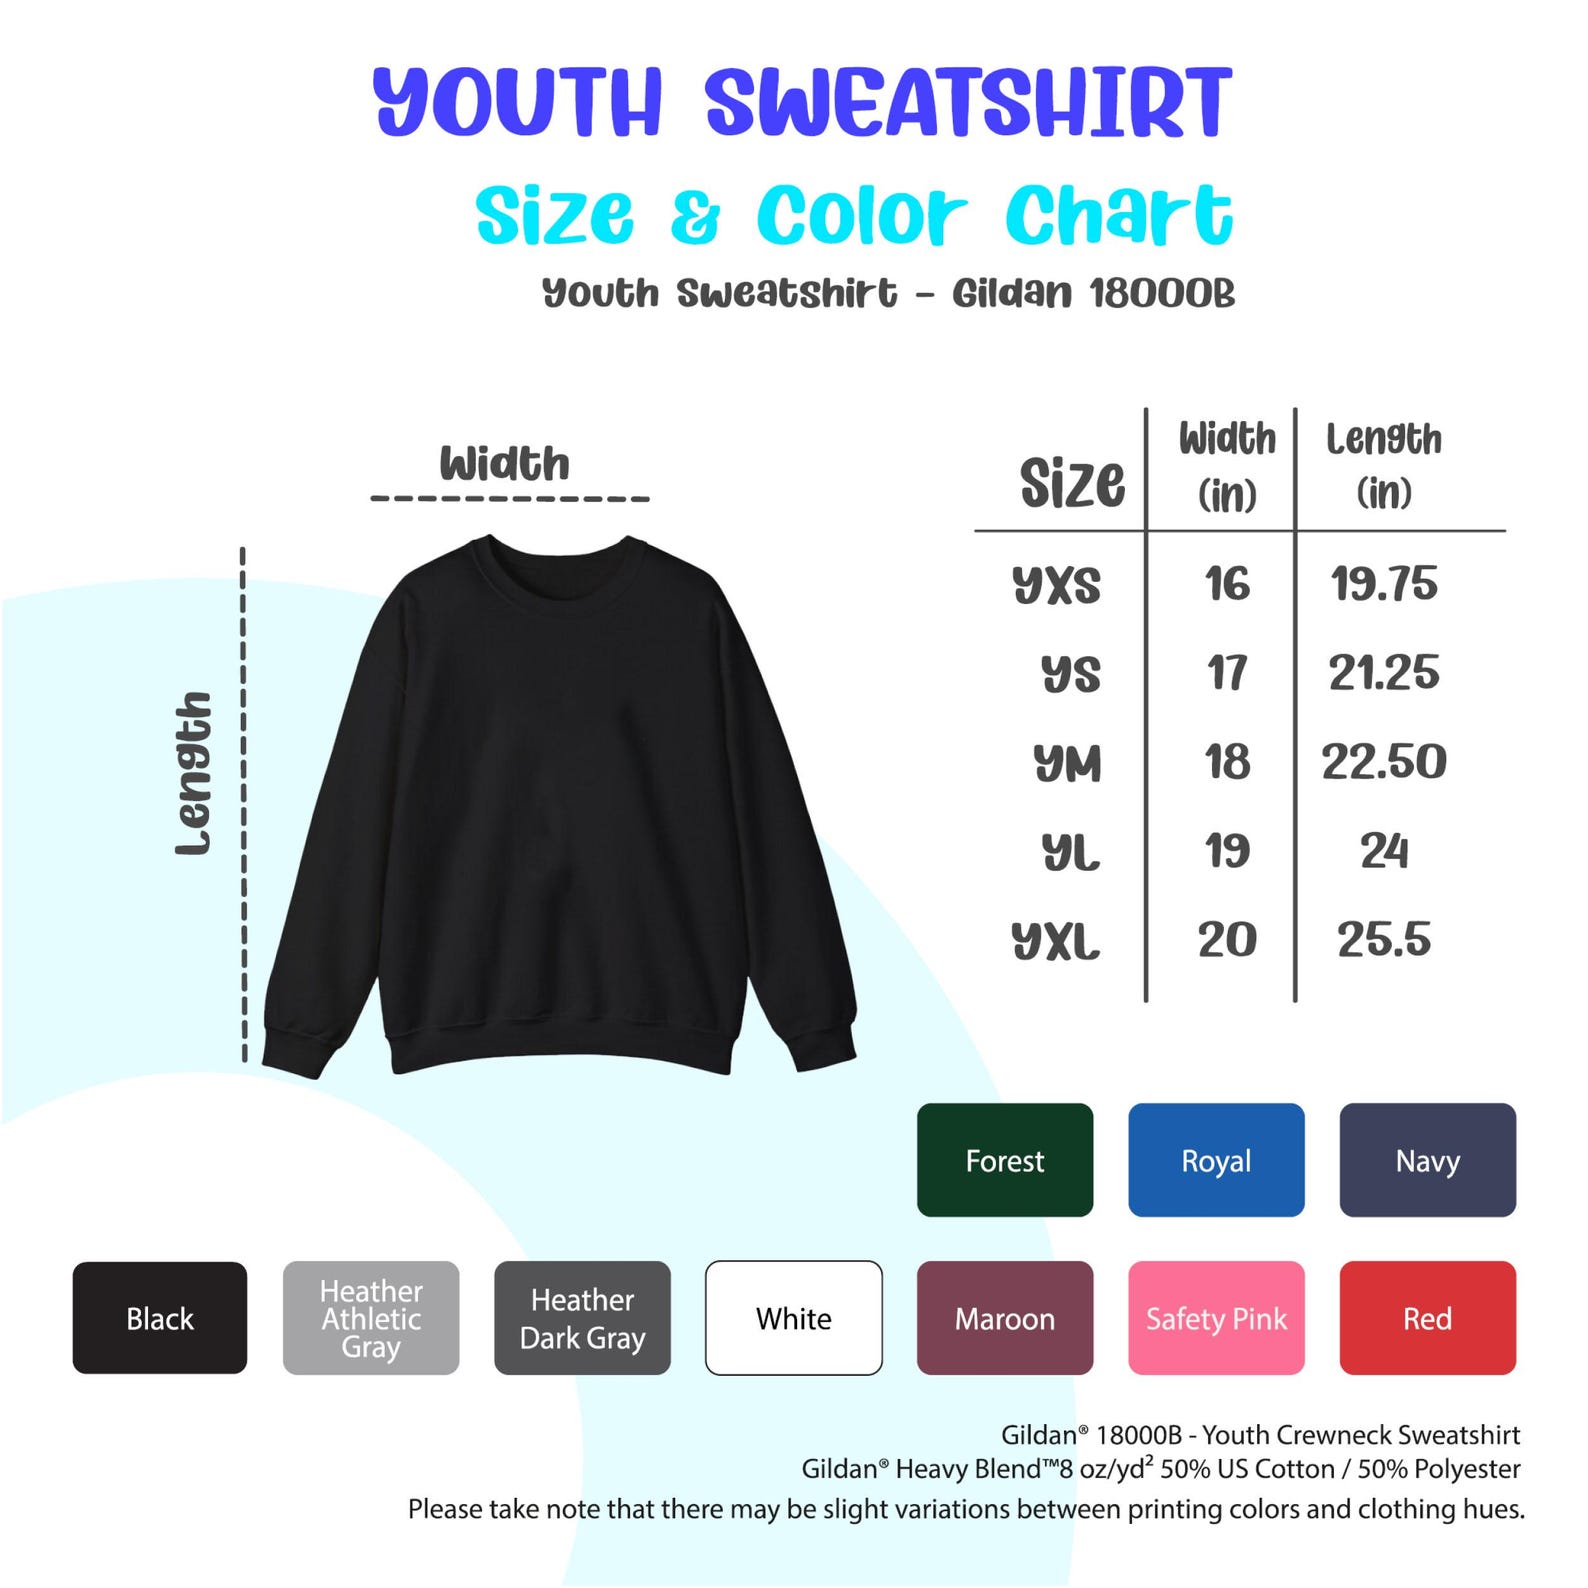 YOUTH SWEATSHIRT
Size & Color Chart
Youth Sweatshirt - Gildan 18000B
Width
Length
Size Width (in) Length (in)
YXS 16 19.75
YS 17 21.25
YM 18 22.50
YL 19 24
YXL 20 25.5
Forest Royal Navy
Black Heather Athletic Gray Heather Dark Gray White Maroon Safety Pink Red
Gildan® 18000B - Youth Crewneck Sweatshirt
Gildan® Heavy Blend™8 oz/yd² 50% US Cotton / 50% Polyester
Please take note that there may be slight variations between printing colors and clothing hues.